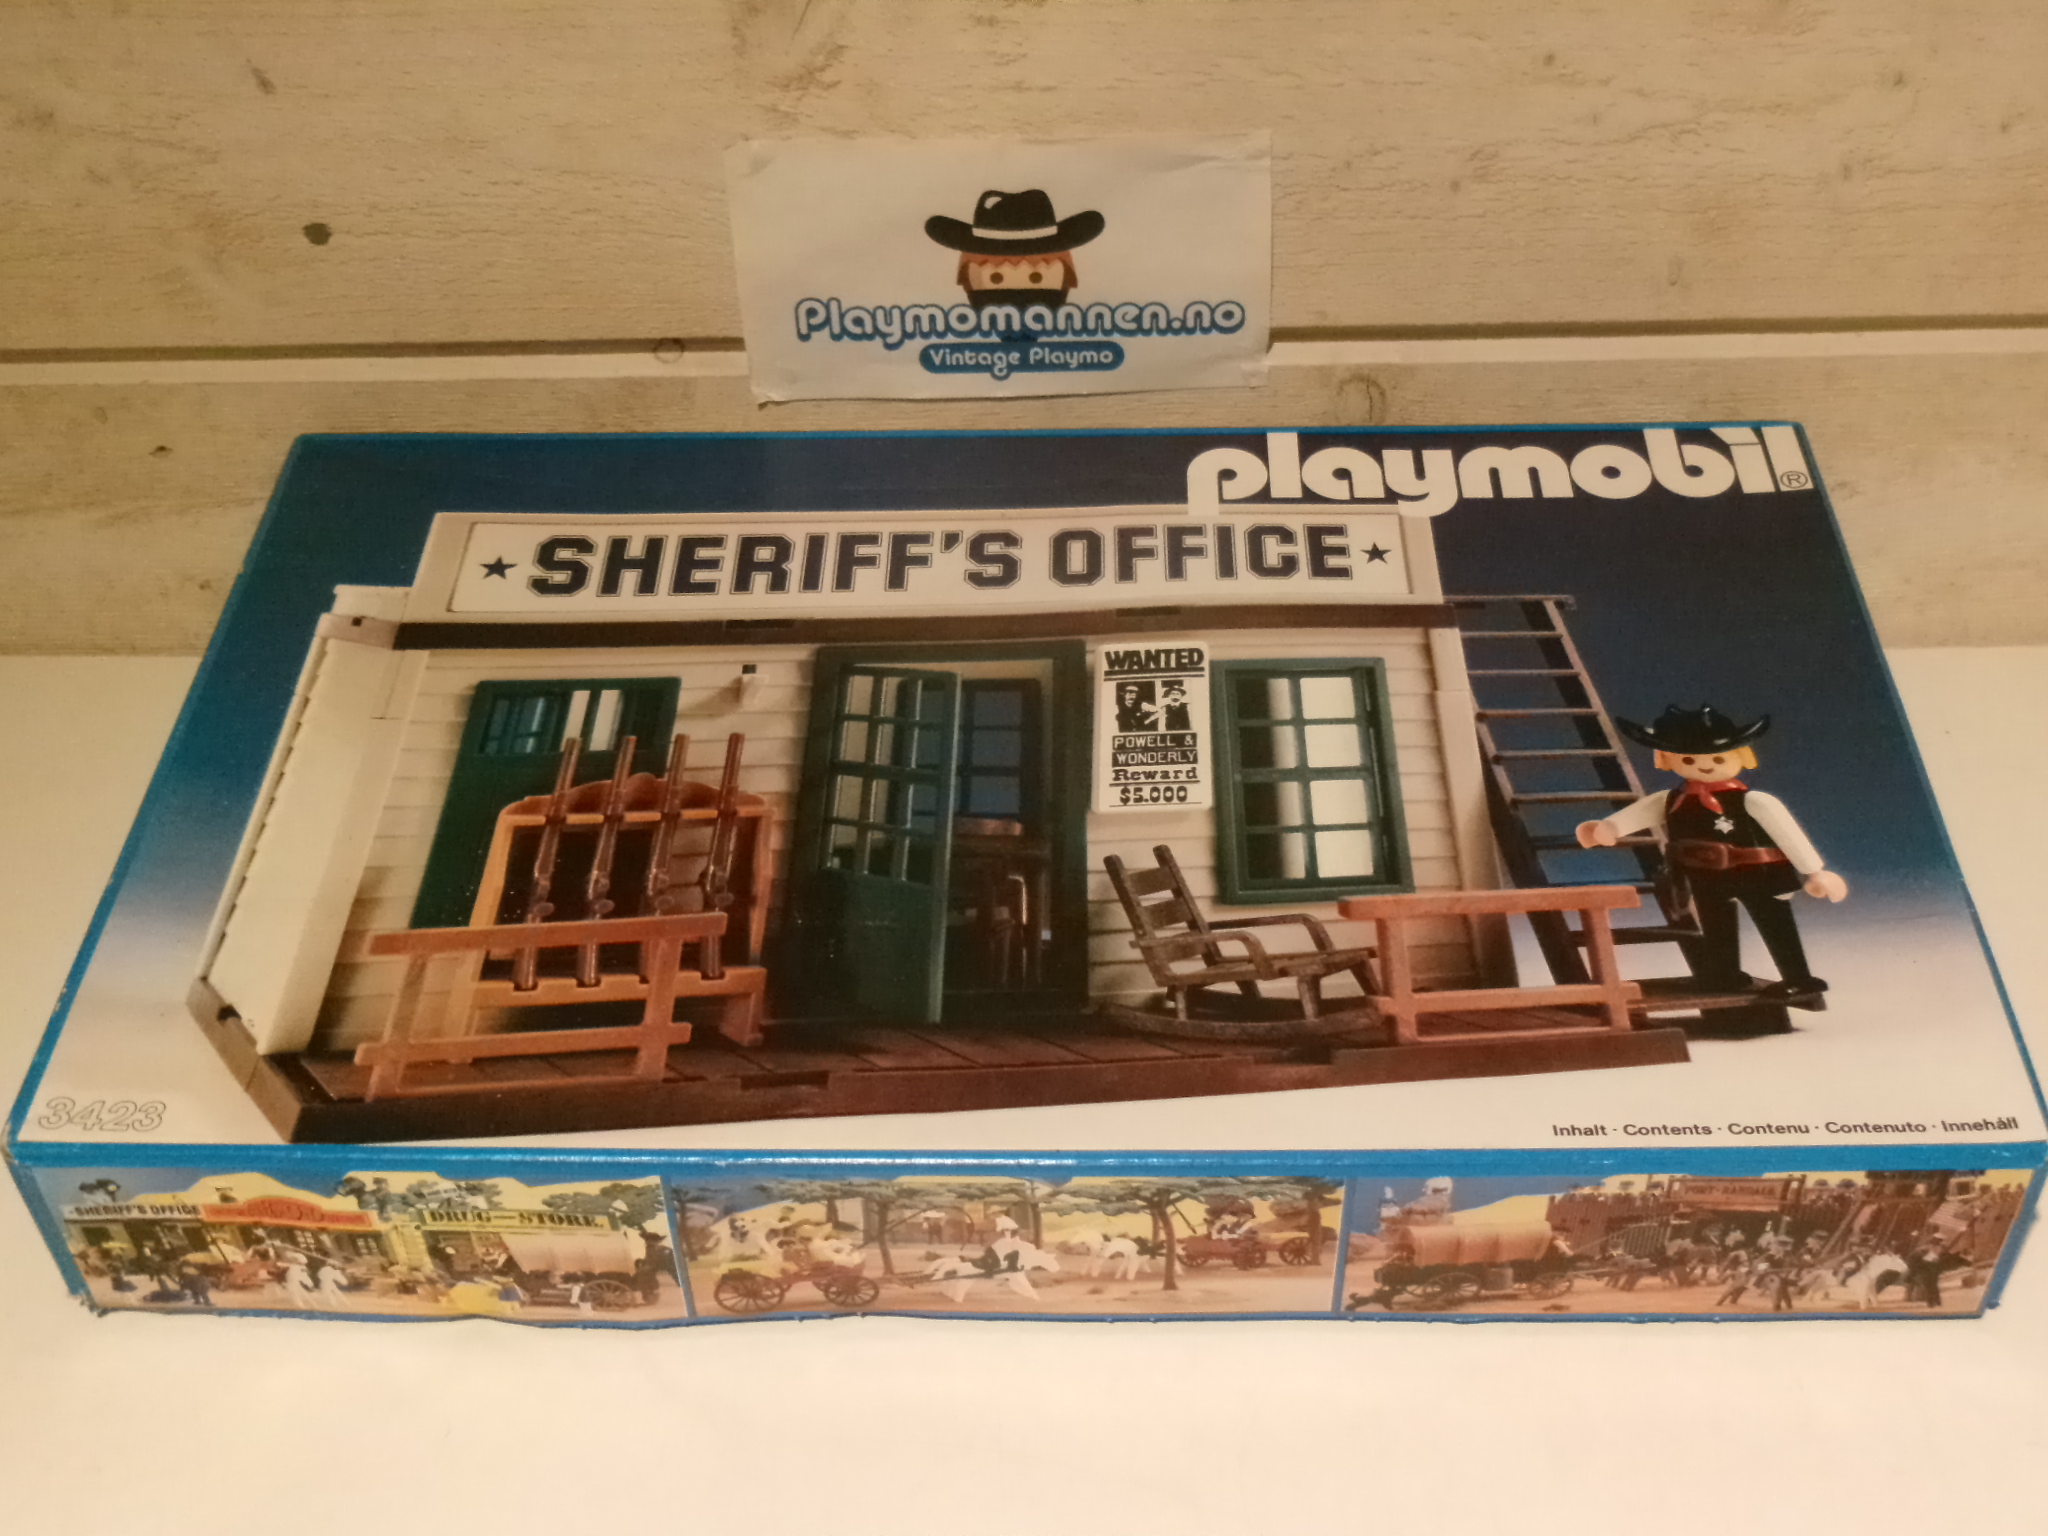 Playmomannen.no
Vintage Playmo
playmobil®
★ SHERIFF'S OFFICE ★
WANTED
POWELL &
WONDERLY
Reward
$5.000
3423
Inhalt · Contents · Contenu · Contenuto · Innehåll
SHERIFF'S OFFICE
DRUG-STORE